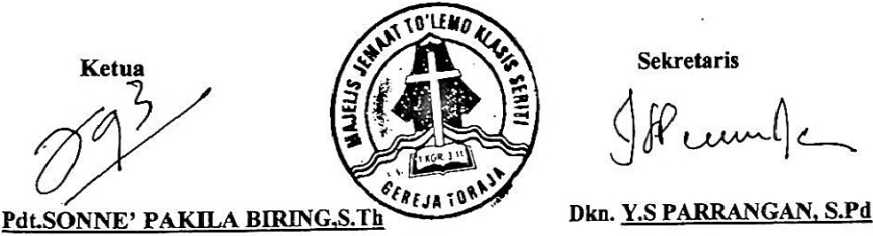 Ketua
Sekretaris
MAJELIS JEMAAT TO'LEMO KLASIS SERITI
1 KGR. 3:11
GEREJA TORAJA
Pdt.SONNE' PAKILA BIRING,S.Th
Dkn. Y.S PARRANGAN, S.Pd